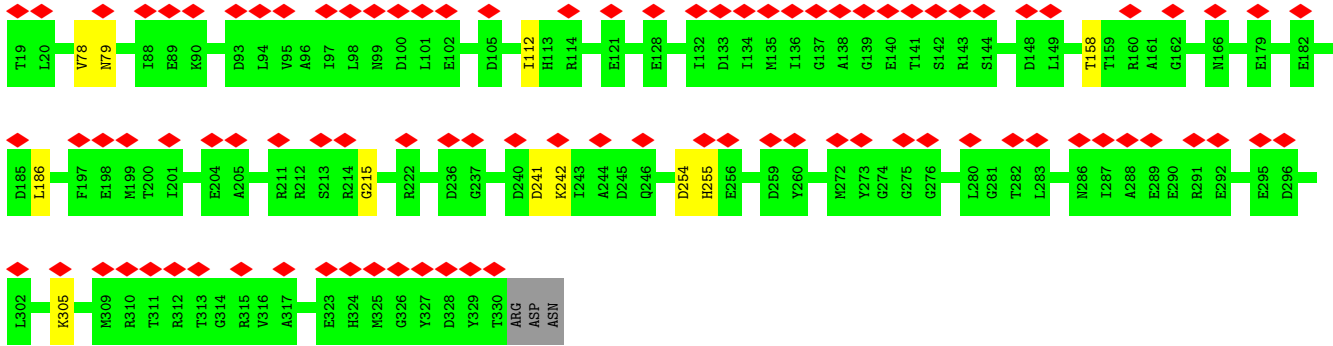 T19 L20 V78 N79 I88 E89 K90 D93 L94 V95 A96 I97 L98 N99 D100 L101 E102 D105 I112 H113 R114 E121 E128 I132 D133 I134 M135 I136 G137 A138 G139 E140 T141 S142 R143 S144 D148 L149 T158 T159 R160 A161 G162 N166 E179 E182
D185 L186 F197 E198 M199 T200 I201 E204 A205 R211 R212 S213 R214 G215 R222 D236 G237 D240 D241 K242 I243 A244 D245 Q246 D254 H255 E256 D259 Y260 M272 Y273 G274 G275 G276 L280 G281 T282 L283 N286 I287 A288 E289 E290 R291 E292 E295 D296
L302 K305 M309 R310 T311 R312 T313 G314 R315 V316 A317 E323 H324 M325 G326 Y327 D328 Y329 T330 ARG ASP ASN